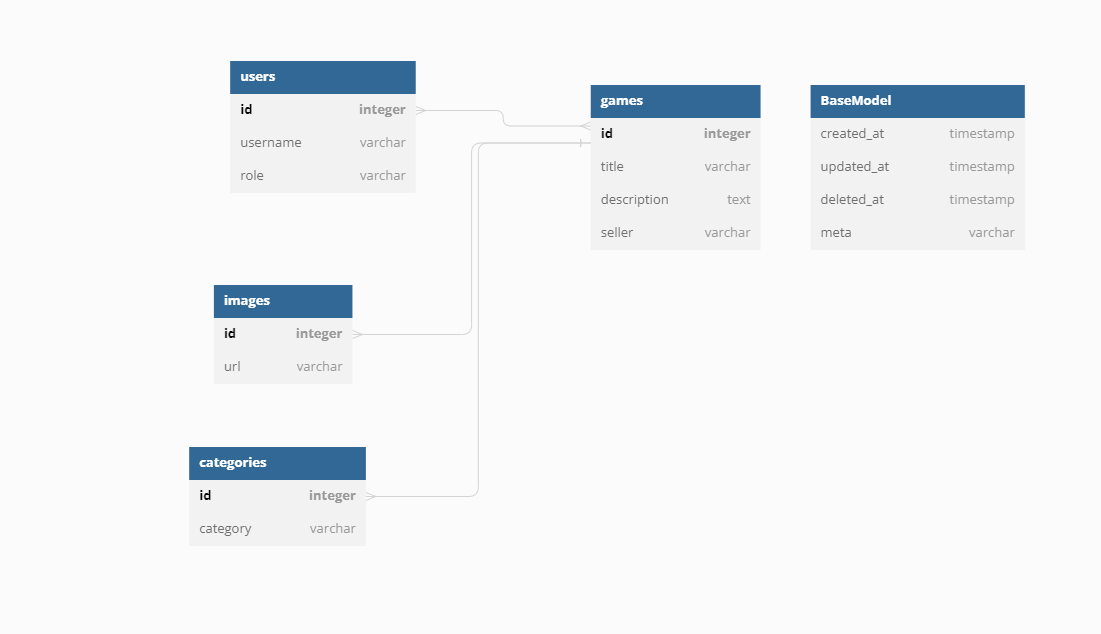 users
id integer
username varchar
role varchar
games
id integer
title varchar
description text
seller varchar
BaseModel
created_at timestamp
updated_at timestamp
deleted_at timestamp
meta varchar
images
id integer
url varchar
categories
id integer
category varchar